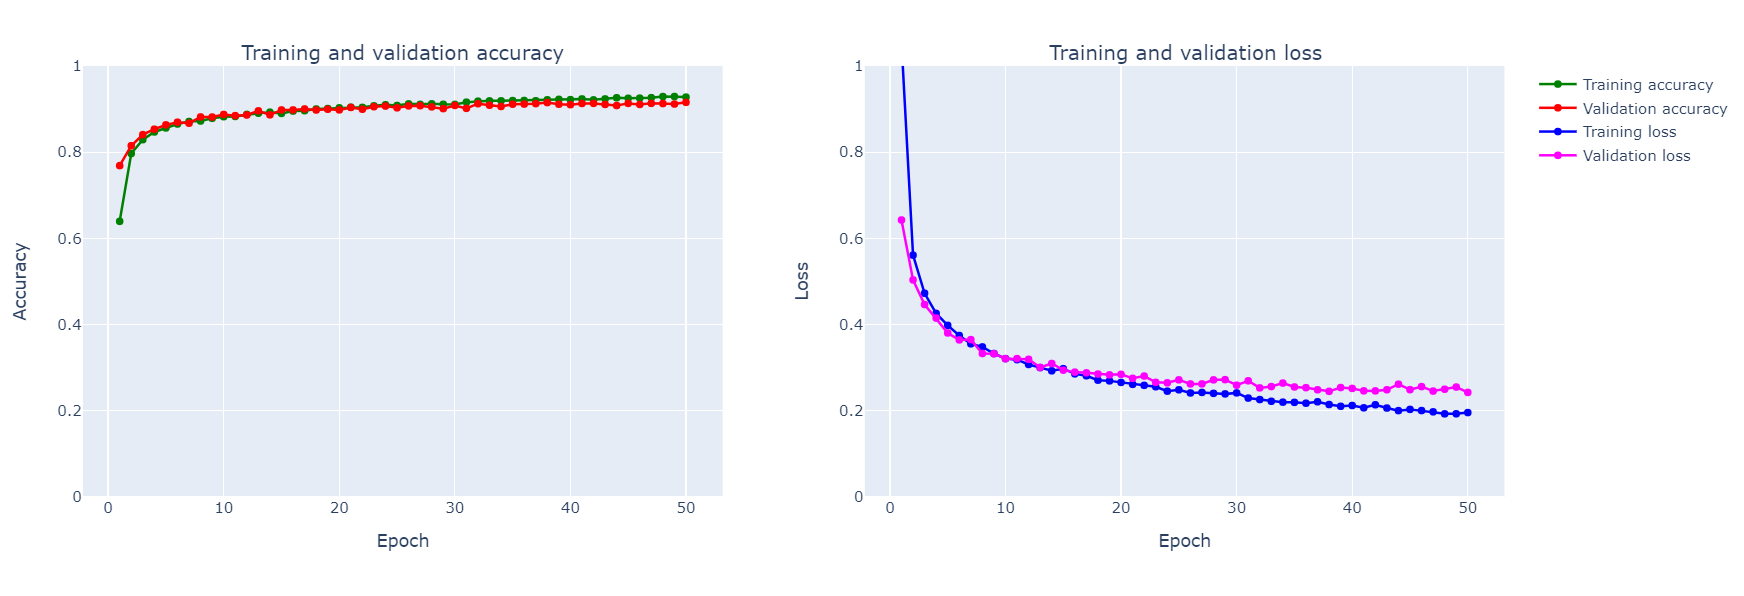 Training and validation accuracy
1
0.8
0.6
0.4
0.2
0
0 10 20 30 40 50
Accuracy
Epoch
Training and validation loss
1
0.8
0.6
0.4
0.2
0
0 10 20 30 40 50
Loss
Epoch
Training accuracy
Validation accuracy
Training loss
Validation loss